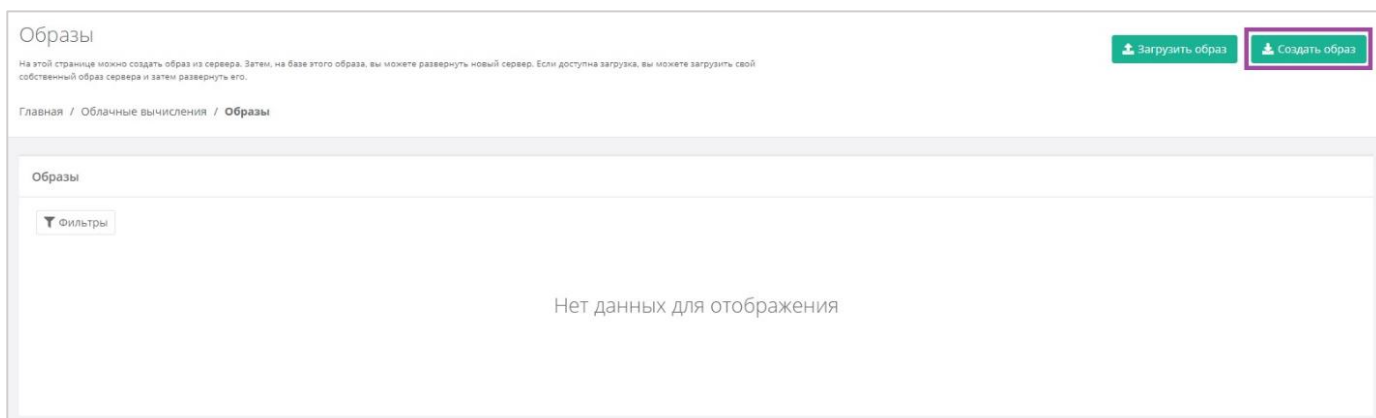 Образы
Загрузить образ
Создать образ
На этой странице можно создать образ из сервера. Затем, на базе этого образа, вы можете развернуть новый сервер. Если доступна загрузка, вы можете загрузить свой
собственный образ сервера и затем развернуть его.
Главная / Облачные вычисления / Образы
Образы
Фильтры
Нет данных для отображения